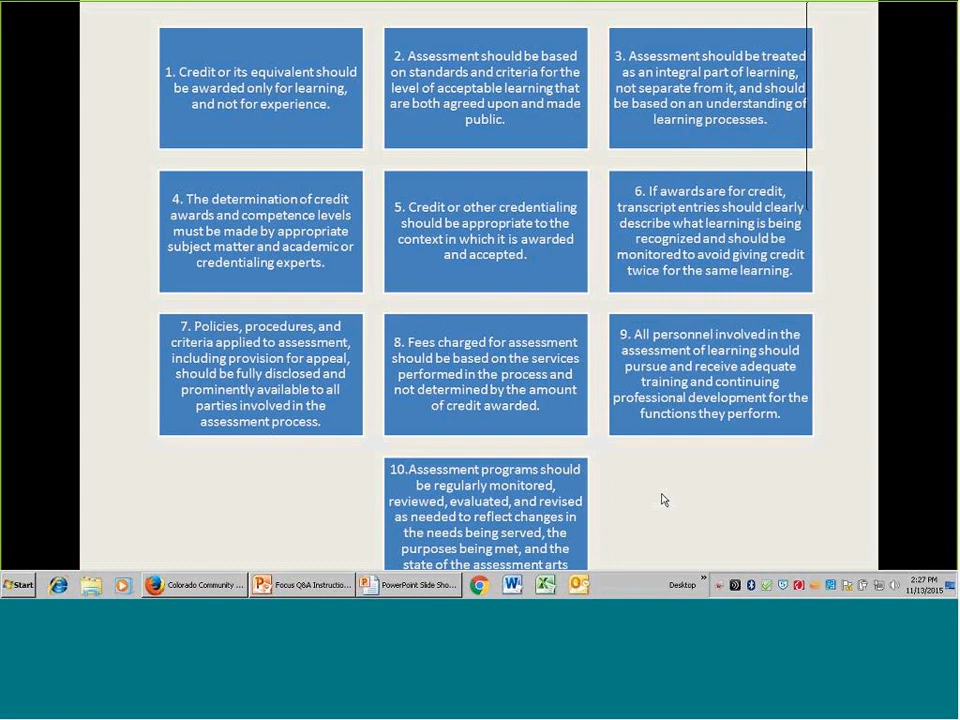 1. Credit or its equivalent should
be awarded only for learning,
and not for experience.
2. Assessment should be based
on standards and criteria for the
level of acceptable learning that
are both agreed upon and made
public.
3. Assessment should be treated
as an integral part of learning,
not separate from it, and should
be based on an understanding of
learning processes.
4. The determination of credit
awards and competence levels
must be made by appropriate
subject matter and academic or
credentialing experts.
5. Credit or other credentialing
should be appropriate to the
context in which it is awarded
and accepted.
6. If awards are for credit,
transcript entries should clearly
describe what learning is being
recognized and should be
monitored to avoid giving credit
twice for the same learning.
7. Policies, procedures, and
criteria applied to assessment,
including provision for appeal,
should be fully disclosed and
prominently available to all
parties involved in the
assessment process.
8. Fees charged for assessment
should be based on the services
performed in the process and
not determined by the amount
of credit awarded.
9. All personnel involved in the
assessment of learning should
pursue and receive adequate
training and continuing
professional development for the
functions they perform.
10.Assessment programs should
be regularly monitored,
reviewed, evaluated, and revised
as needed to reflect changes in
the needs being served, the
purposes being met, and the
state of the assessment arts
Start
Colorado Community ...
Focus Q&A Instructio...
PowerPoint Slide Sho...
Desktop
2:27 PM
11/13/2015